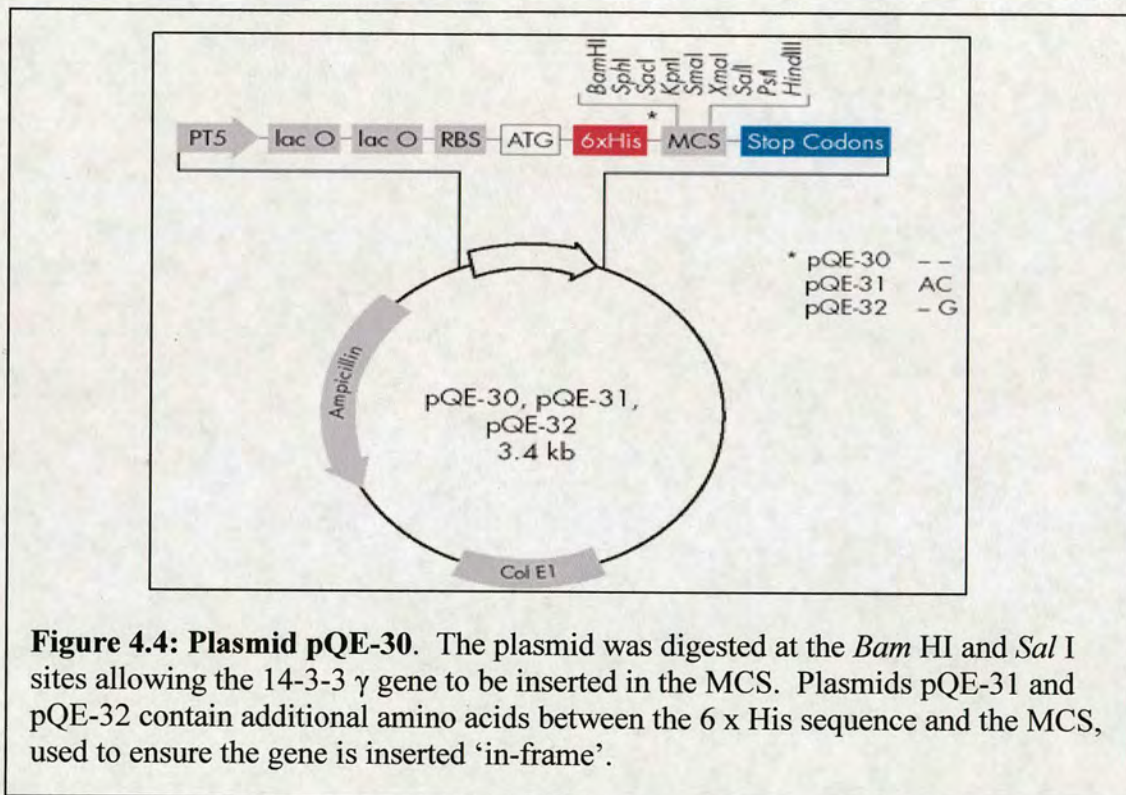 BamHI
SphI
SacI
KpnI
SmaI
XmaI
SalI
PstI
HindIII
*
PT5 lac O lac O RBS ATG 6xHis MCS Stop Codons
* pQE-30 – –
pQE-31 AC
pQE-32 – G
Ampicillin
pQE-30, pQE-31,
pQE-32
3.4 kb
Col E1
Figure 4.4: Plasmid pQE-30. The plasmid was digested at the Bam HI and Sal I
sites allowing the 14-3-3 γ gene to be inserted in the MCS. Plasmids pQE-31 and
pQE-32 contain additional amino acids between the 6 x His sequence and the MCS,
used to ensure the gene is inserted ‘in-frame’.